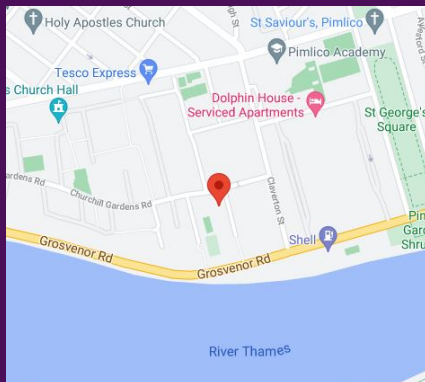 Holy Apostles Church
St Saviour's, Pimlico
Pimlico Academy
Tesco Express
Dolphin House -
Serviced Apartments
s Church Hall
St George's
Square
ardens Rd
Churchill Gardens Rd
Claverton St
Grosvenor Rd
Grosvenor Rd
Shell
Pim
Gard
Shru
River Thames